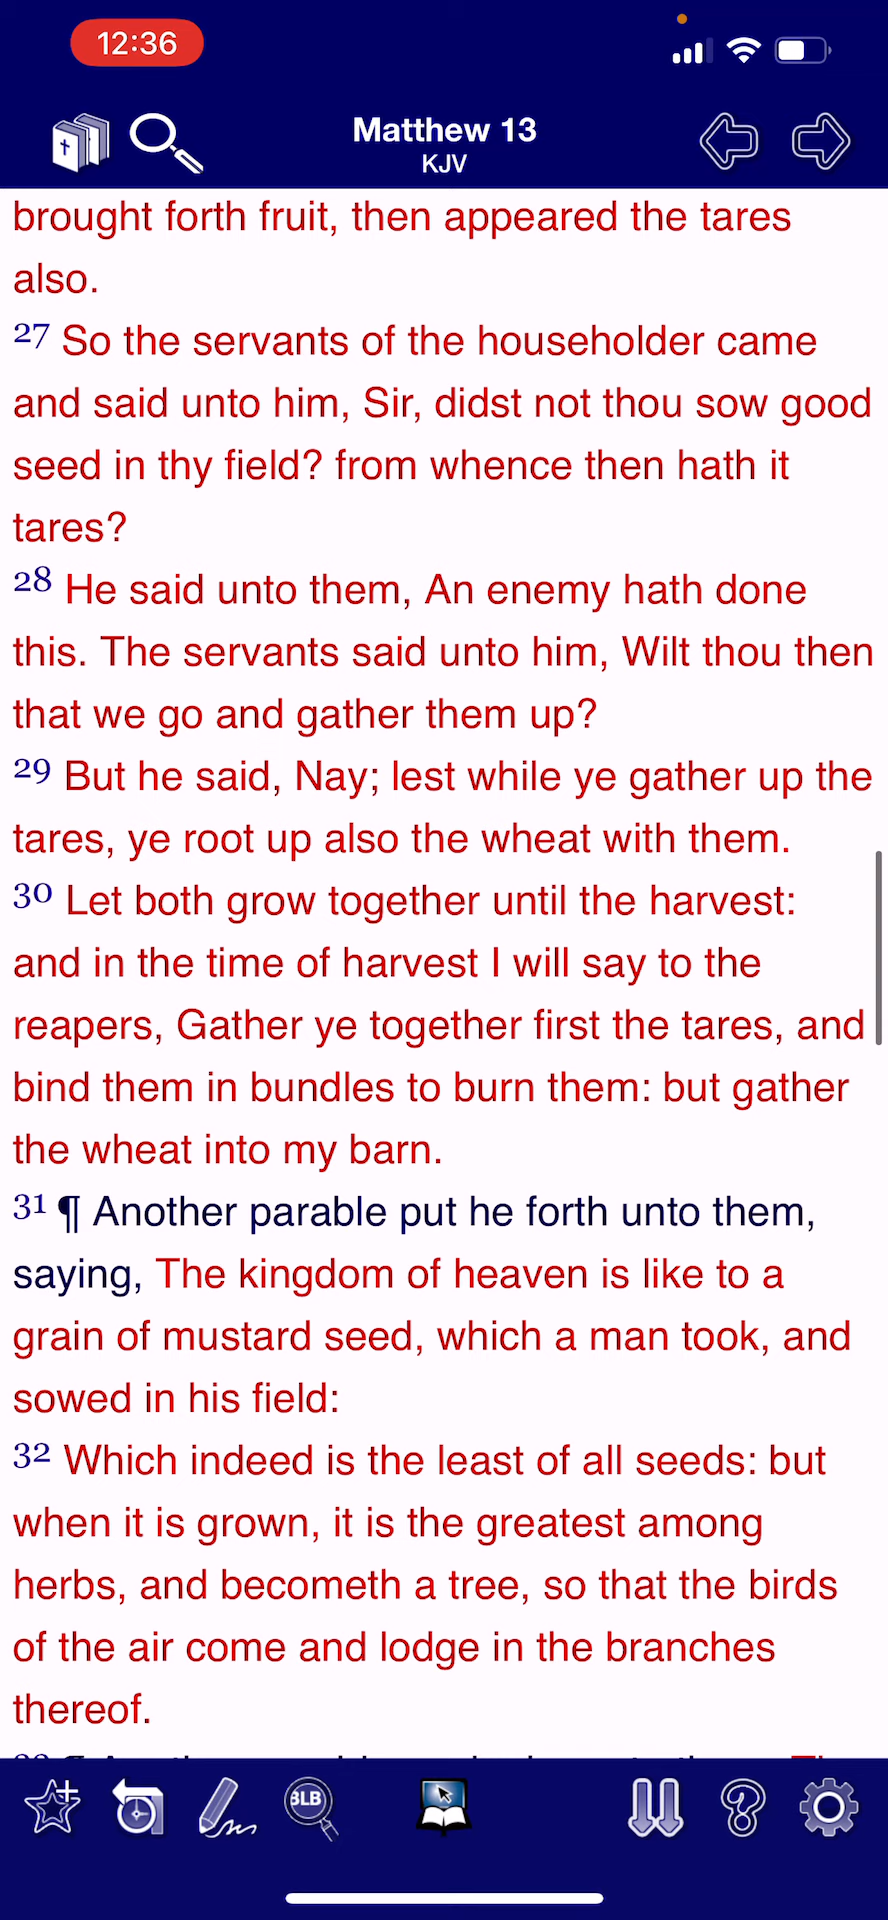 12:36
Matthew 13
KJV
brought forth fruit, then appeared the tares
also.
27 So the servants of the householder came
and said unto him, Sir, didst not thou sow good
seed in thy field? from whence then hath it
tares?
28 He said unto them, An enemy hath done
this. The servants said unto him, Wilt thou then
that we go and gather them up?
29 But he said, Nay; lest while ye gather up the
tares, ye root up also the wheat with them.
30 Let both grow together until the harvest:
and in the time of harvest I will say to the
reapers, Gather ye together first the tares, and
bind them in bundles to burn them: but gather
the wheat into my barn.
31 ¶ Another parable put he forth unto them,
saying, The kingdom of heaven is like to a
grain of mustard seed, which a man took, and
sowed in his field:
32 Which indeed is the least of all seeds: but
when it is grown, it is the greatest among
herbs, and becometh a tree, so that the birds
of the air come and lodge in the branches
thereof.
BLB